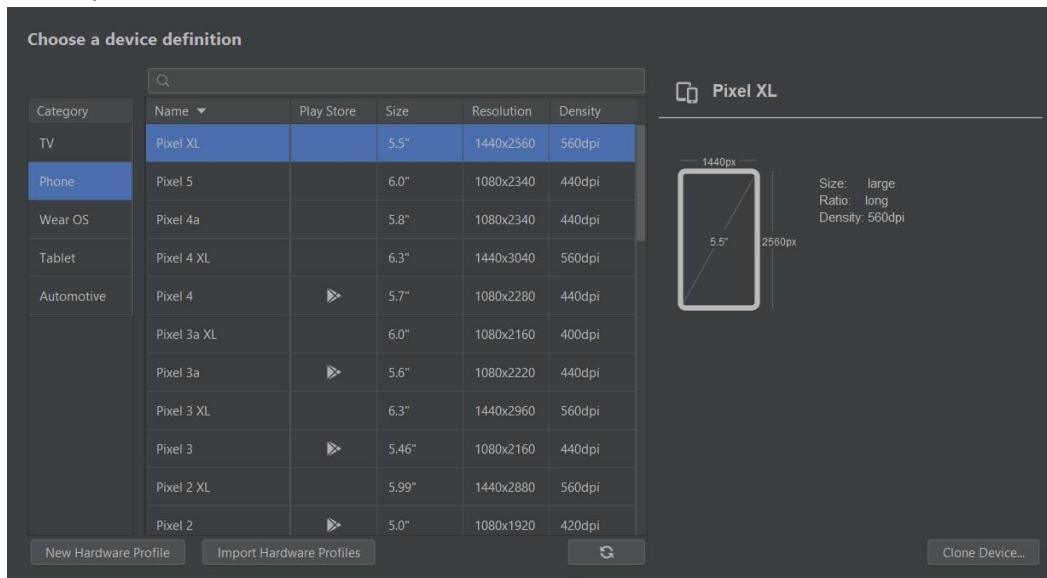 Choose a device definition
Category
TV
Phone
Wear OS
Tablet
Automotive
Name Play Store Size Resolution Density
Pixel XL 5.5" 1440x2560 560dpi
Pixel 5 6.0" 1080x2340 440dpi
Pixel 4a 5.8" 1080x2340 440dpi
Pixel 4 XL 6.3" 1440x3040 560dpi
Pixel 4 5.7" 1080x2280 440dpi
Pixel 3a XL 6.0" 1080x2160 400dpi
Pixel 3a 5.6" 1080x2220 440dpi
Pixel 3 XL 6.3" 1440x2960 560dpi
Pixel 3 5.46" 1080x2160 440dpi
Pixel 2 XL 5.99" 1440x2880 560dpi
Pixel 2 5.0" 1080x1920 420dpi
New Hardware Profile Import Hardware Profiles
Pixel XL
1440px
5.5" 2560px
Size: large
Ratio: long
Density: 560dpi
Clone Device...